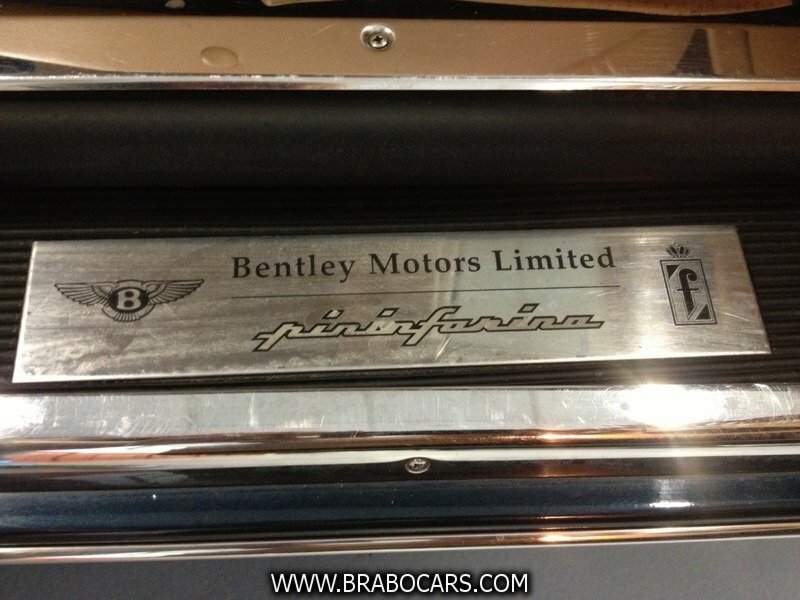 Bentley Motors Limited
B
pininfarina
f
WWW.BRABOCARS.COM